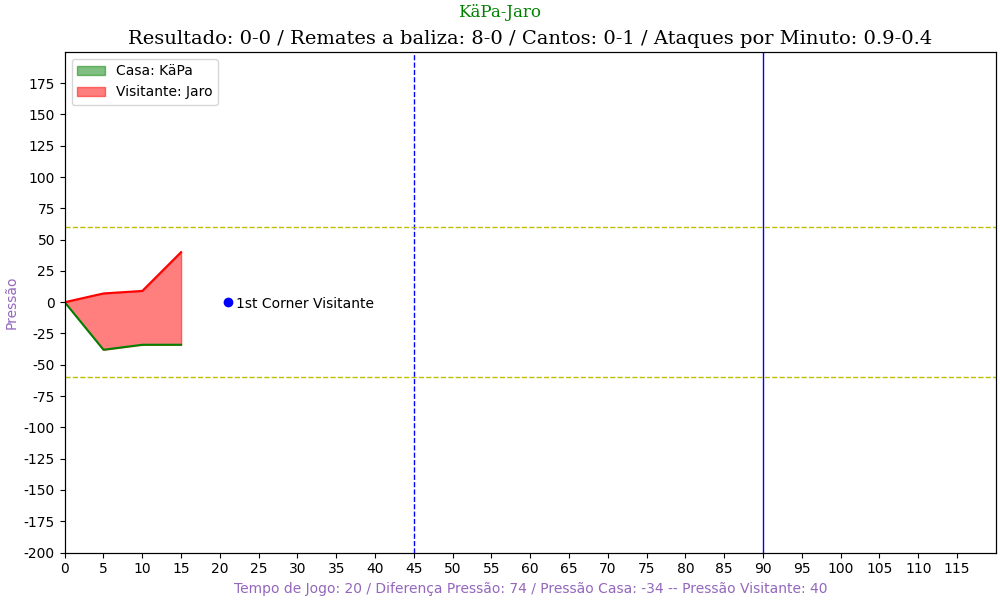 KäPa-Jaro
Resultado: 0-0 / Remates a baliza: 8-0 / Cantos: 0-1 / Ataques por Minuto: 0.9-0.4
Casa: KäPa
Visitante: Jaro
175
150
125
100
75
50
25
0
-25
-50
-75
-100
-125
-150
-175
-200
Pressão
1st Corner Visitante
0 5 10 15 20 25 30 35 40 45 50 55 60 65 70 75 80 85 90 95 100 105 110 115
Tempo de Jogo: 20 / Diferença Pressão: 74 / Pressão Casa: -34 -- Pressão Visitante: 40